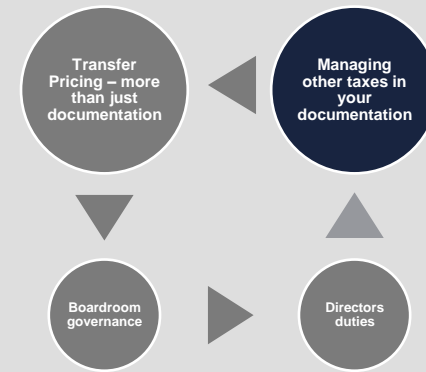 Transfer
Pricing – more
than just
documentation
Managing
other taxes in
your
documentation
Boardroom
governance
Directors
duties